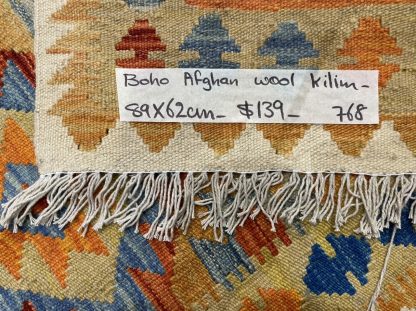 Boho Afghan wool kilim-
89X62cm- $139- 768